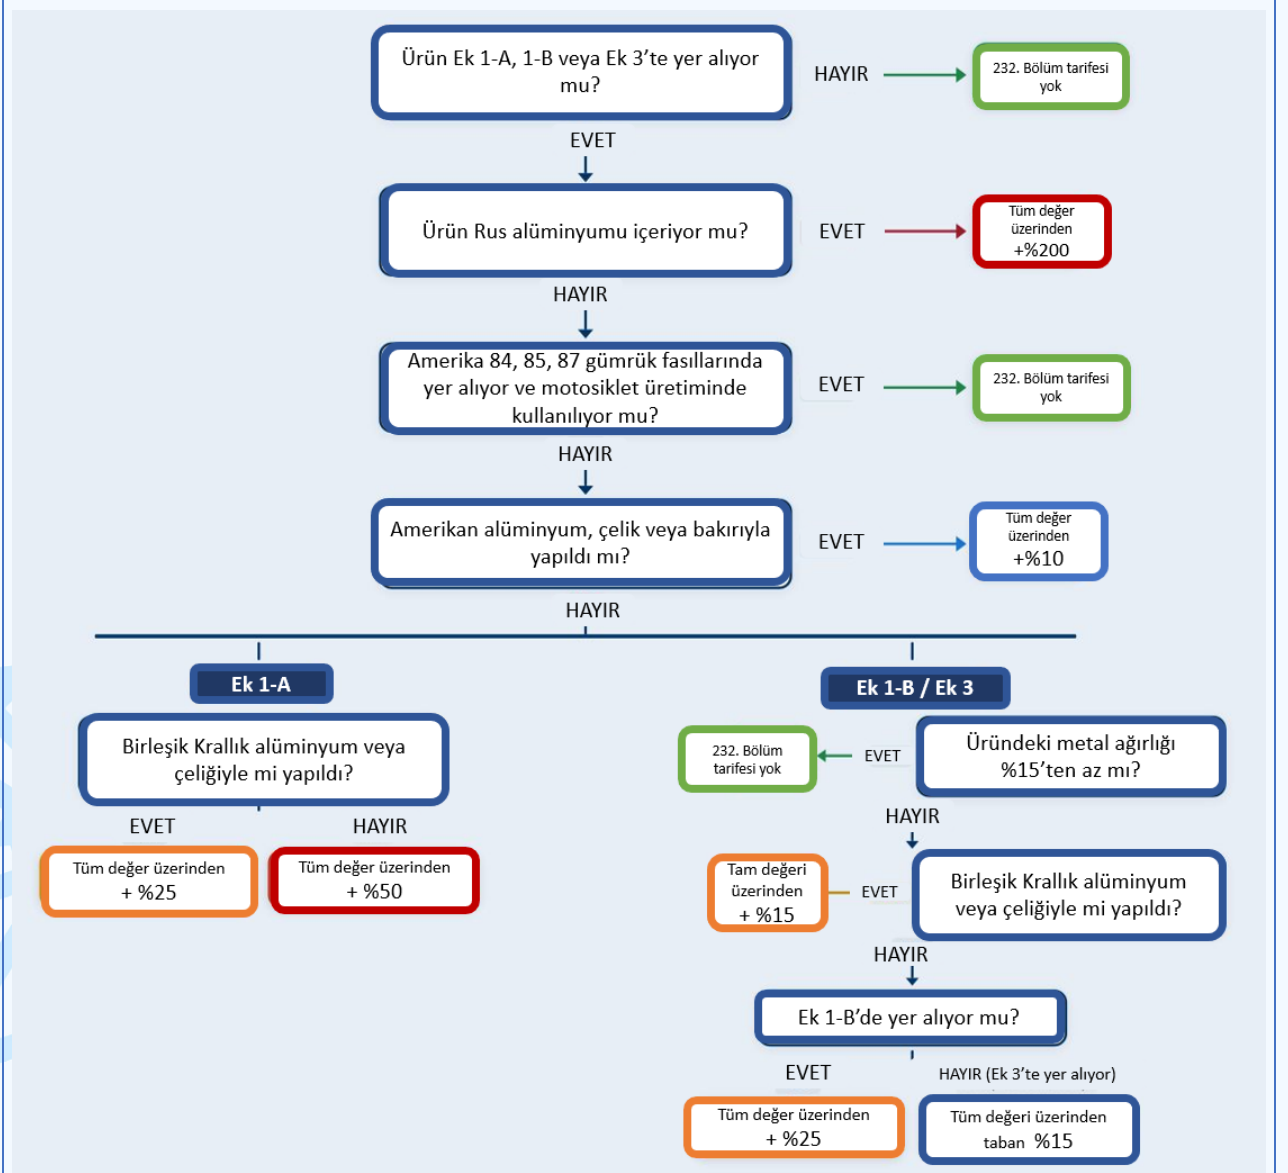 Ürün Ek 1-A, 1-B veya Ek 3’te yer alıyor
mu?
HAYIR
232. Bölüm tarifesi
yok
EVET
Ürün Rus alüminyumu içeriyor mu?
EVET
Tüm değer
üzerinden
+%200
HAYIR
Amerika 84, 85, 87 gümrük fasıllarında
yer alıyor ve motosiklet üretiminde
kullanılıyor mu?
EVET
232. Bölüm tarifesi
yok
HAYIR
Amerikan alüminyum, çelik veya bakırıyla
yapıldı mı?
EVET
Tüm değer
üzerinden
+%10
HAYIR
Ek 1-A
Birleşik Krallık alüminyum veya
çeliğiyle mi yapıldı?
EVET
HAYIR
Tüm değer üzerinden
+ %25
Tüm değer üzerinden
+ %50
Ek 1-B / Ek 3
Üründeki metal ağırlığı
%15’ten az mı?
EVET
232. Bölüm
tarifesi yok
HAYIR
Birleşik Krallık alüminyum
veya çeliğiyle mi yapıldı?
EVET
Tam değeri
üzerinden
+ %15
HAYIR
Ek 1-B’de yer alıyor mu?
EVET
HAYIR (Ek 3’te yer alıyor)
Tüm değer üzerinden
+ %25
Tüm değeri üzerinden
taban %15